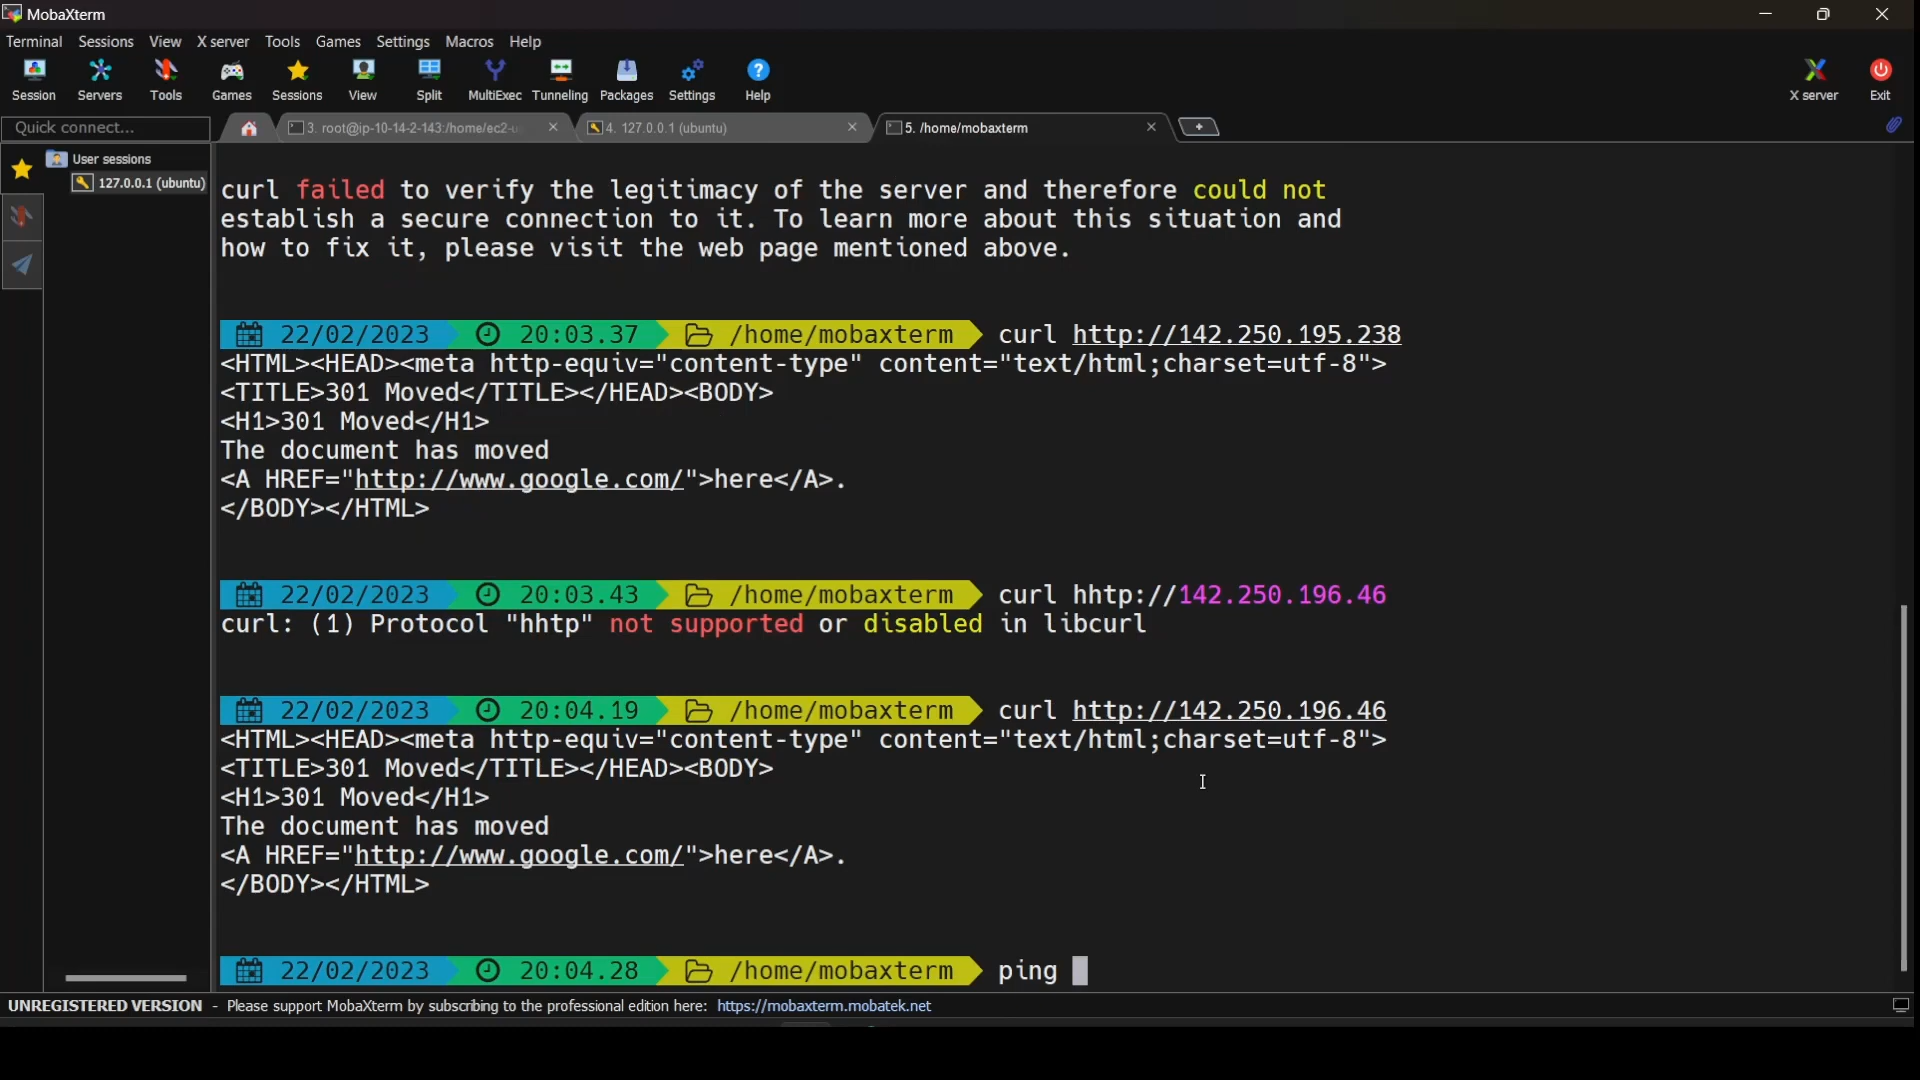 MobaXterm
Terminal Sessions View X server Tools Games Settings Macros Help
Session Servers Tools Games Sessions View Split MultiExec Tunneling Packages Settings Help X server Exit
Quick connect...
3. root@ip-10-14-2-143:/home/ec2-u
4. 127.0.0.1 (ubuntu)
5. /home/mobaxterm
User sessions
127.0.0.1 (ubuntu)
curl failed to verify the legitimacy of the server and therefore could not
establish a secure connection to it. To learn more about this situation and
how to fix it, please visit the web page mentioned above.
22/02/2023 20:03.37 /home/mobaxterm curl http://142.250.195.238
<HTML><HEAD><meta http-equiv="content-type" content="text/html;charset=utf-8">
<TITLE>301 Moved</TITLE></HEAD><BODY>
<H1>301 Moved</H1>
The document has moved
<A HREF="http://www.google.com/">here</A>.
</BODY></HTML>
22/02/2023 20:03.43 /home/mobaxterm curl hhtp://142.250.196.46
curl: (1) Protocol "hhtp" not supported or disabled in libcurl
22/02/2023 20:04.19 /home/mobaxterm curl http://142.250.196.46
<HTML><HEAD><meta http-equiv="content-type" content="text/html;charset=utf-8">
<TITLE>301 Moved</TITLE></HEAD><BODY>
<H1>301 Moved</H1>
The document has moved
<A HREF="http://www.google.com/">here</A>.
</BODY></HTML>
22/02/2023 20:04.28 /home/mobaxterm ping
UNREGISTERED VERSION - Please support MobaXterm by subscribing to the professional edition here: https://mobaxterm.mobatek.net